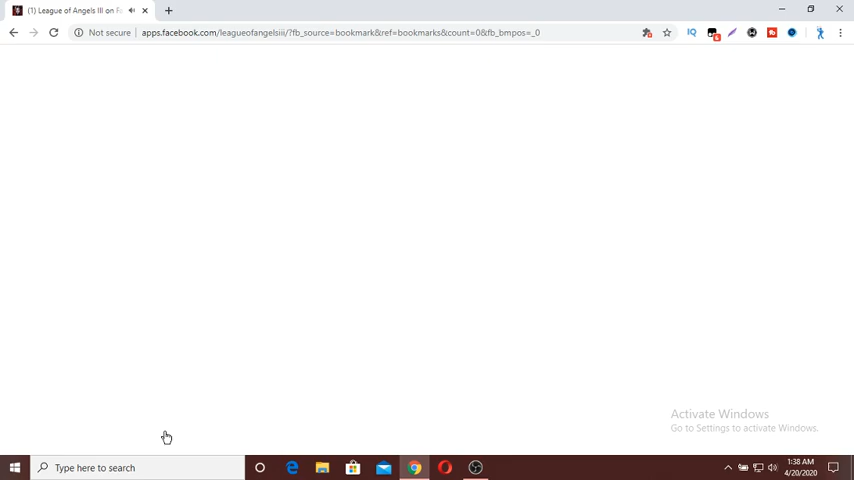 (1) League of Angels III on Fa
Not secure
apps.facebook.com/leagueofangelsiii/?fb_source=bookmark&ref=bookmarks&count=0&fb_bmpos=_0
IQ
Activate Windows
Go to Settings to activate Windows.
Type here to search
1:38 AM
4/20/2020